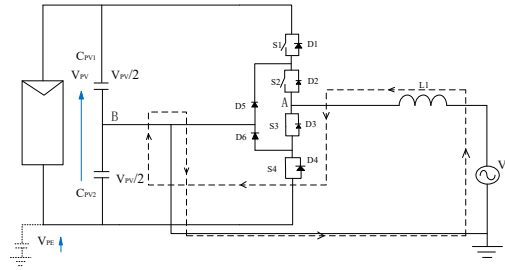 CPV1
VPV
VPV/2
S1
D1
S2
D2
L1
D5
A
B
S3
D3
D6
D4
S4
VPV/2
CPV2
V
VPE